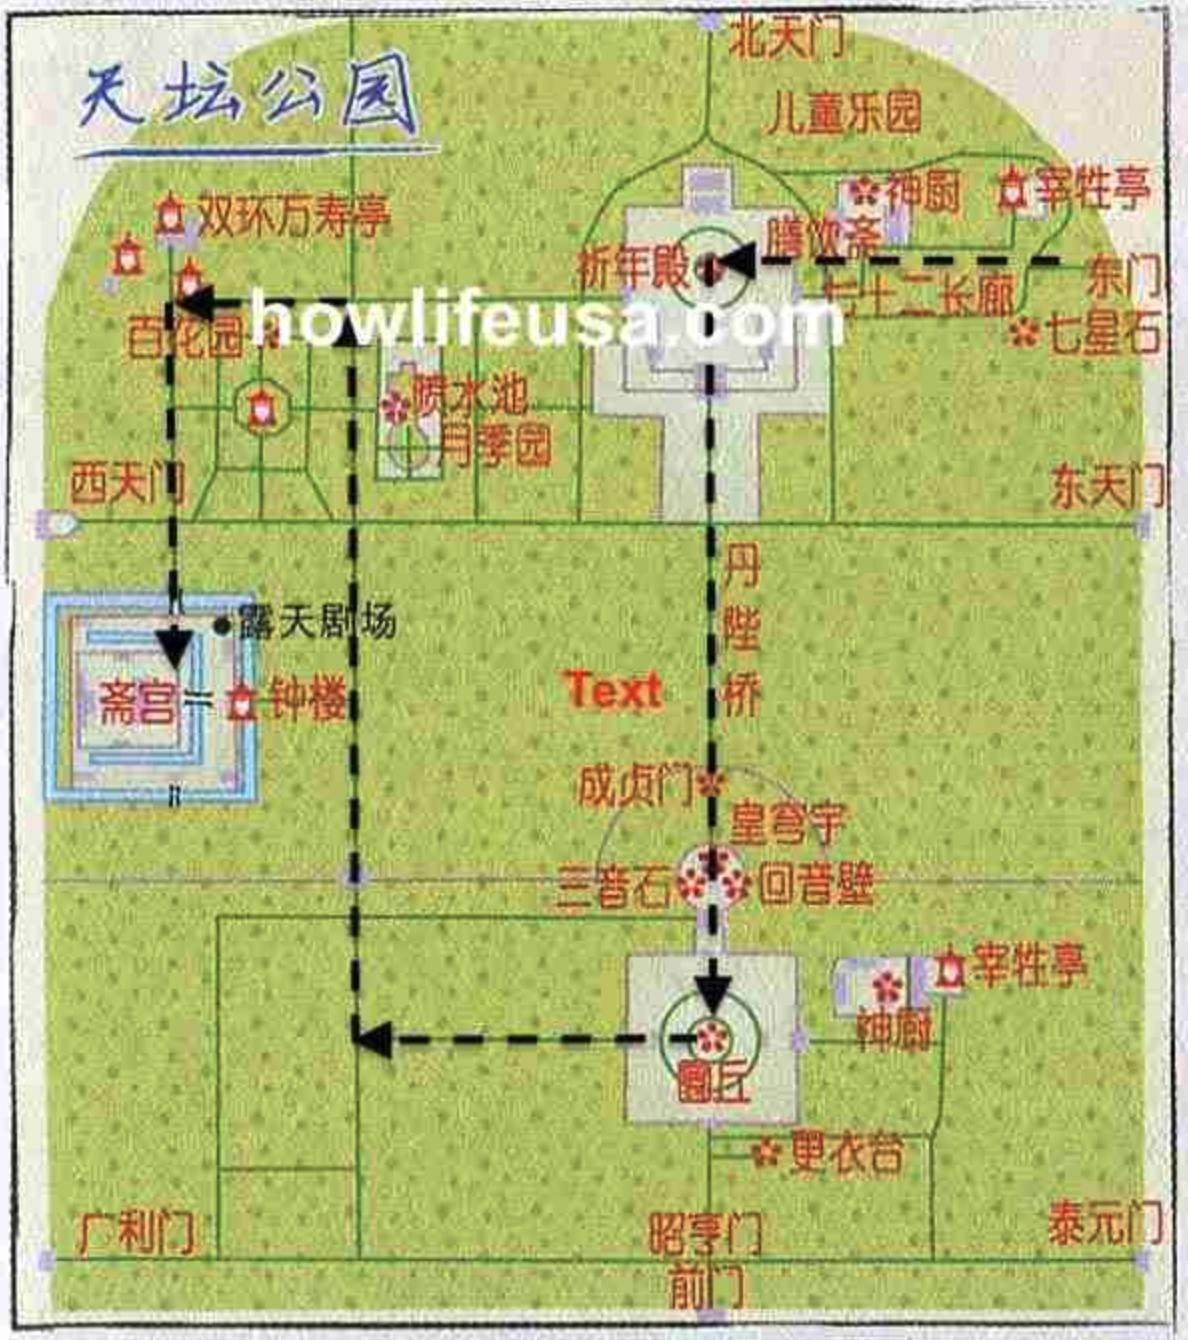 北天门
天坛公园
儿童乐园
神厨
宰牲亭
双环万寿亭
膳饮斋
祈年殿
东门
七十二长廊
howlifeusa.com
百花园
七星石
喷水池
月季园
西天门
东天门
丹陛桥
露天剧场
斋宫
钟楼
Text
成贞门
皇穹宇
三音石
回音壁
宰牲亭
神厨
圜丘
更衣台
广利门
昭亨门
泰元门
前门